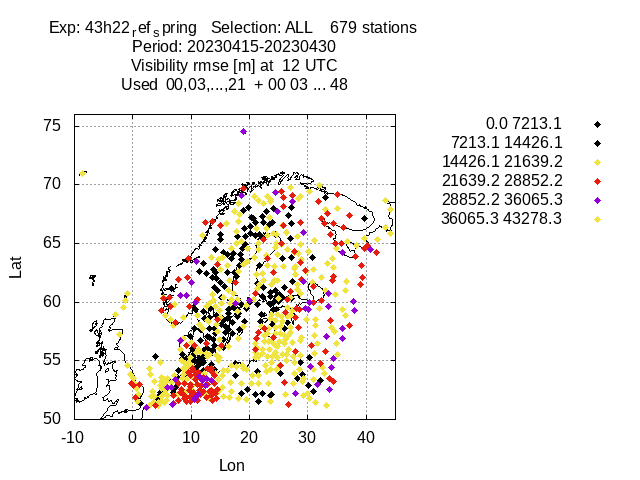 Exp: 43h22ref spring Selection: ALL 679 stations
Period: 20230415-20230430
Visibility rmse [m] at 12 UTC
Used 00,03,...,21 + 00 03 ... 48
0.0 7213.1
7213.1 14426.1
14426.1 21639.2
21639.2 28852.2
28852.2 36065.3
36065.3 43278.3
75
70
65
60
55
50
Lat
-10 0 10 20 30 40
Lon